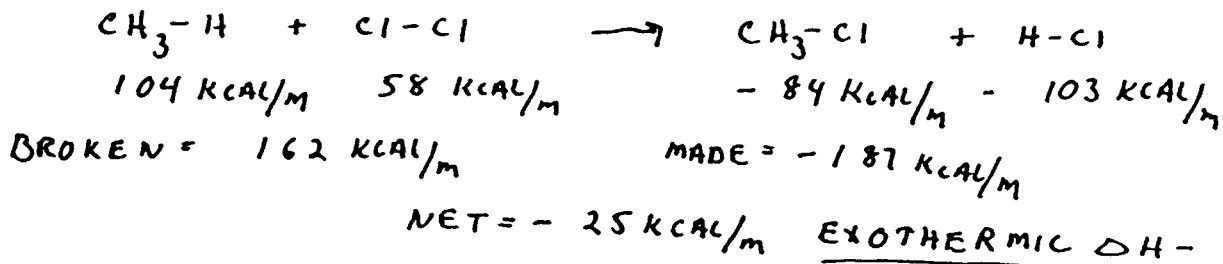 CH₃-H + Cl-Cl → CH₃-Cl + H-Cl
104 KCAL/M 58 KCAL/M - 84 KCAL/M - 103 KCAL/M
BROKEN = 162 KCAL/M MADE = - 187 KCAL/M
NET = - 25 KCAL/M EXOTHERMIC ΔH -